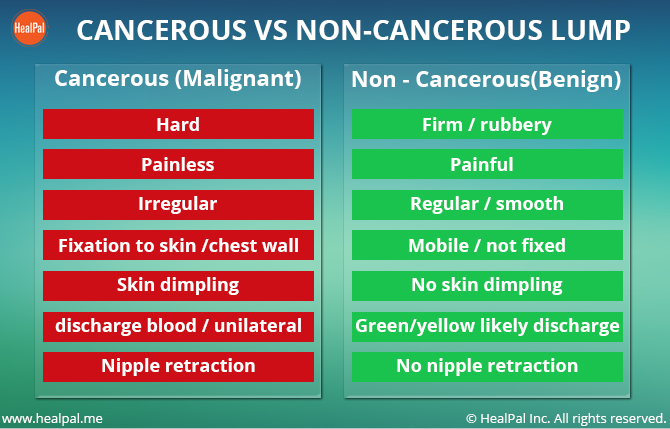 HealPal
CANCEROUS VS NON-CANCEROUS LUMP
Cancerous (Malignant)
Hard
Painless
Irregular
Fixation to skin /chest wall
Skin dimpling
discharge blood / unilateral
Nipple retraction
Non - Cancerous(Benign)
Firm / rubbery
Painful
Regular / smooth
Mobile / not fixed
No skin dimpling
Green/yellow likely discharge
No nipple retraction
www.healpal.me
© HealPal Inc. All rights reserved.